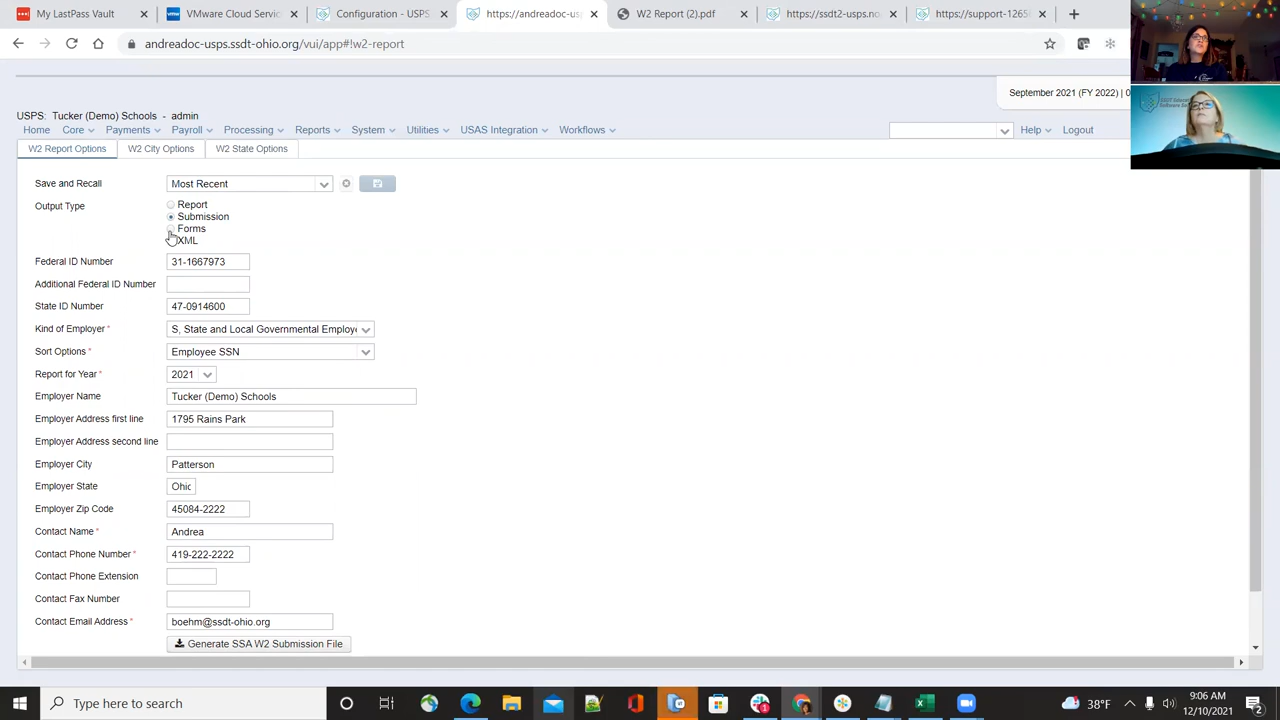 My LastPass Vault
VMware Cloud Servic
Configuration - USPS
https://andreadoc-us
W2 Report (2).pdf
https://ssdt2-usps.no
https://support-1265
andreadoc-usps.ssdt-ohio.org/vui/app#!w2-report
September 2021 (FY 2022) | 0
USPS: Tucker (Demo) Schools - admin
Home Core Payments Payroll Processing Reports System Utilities USAS Integration Workflows Help Logout
W2 Report Options W2 City Options W2 State Options
Save and Recall Most Recent
Output Type Report
Submission
Forms
XML
Federal ID Number 31-1667973
Additional Federal ID Number
State ID Number 47-0914600
Kind of Employer * S, State and Local Governmental Employe
Sort Options * Employee SSN
Report for Year * 2021
Employer Name Tucker (Demo) Schools
Employer Address first line 1795 Rains Park
Employer Address second line
Employer City Patterson
Employer State Ohio
Employer Zip Code 45084-2222
Contact Name * Andrea
Contact Phone Number * 419-222-2222
Contact Phone Extension
Contact Fax Number
Contact Email Address * boehm@ssdt-ohio.org
Generate SSA W2 Submission File
Type here to search
38°F
9:06 AM
12/10/2021
2